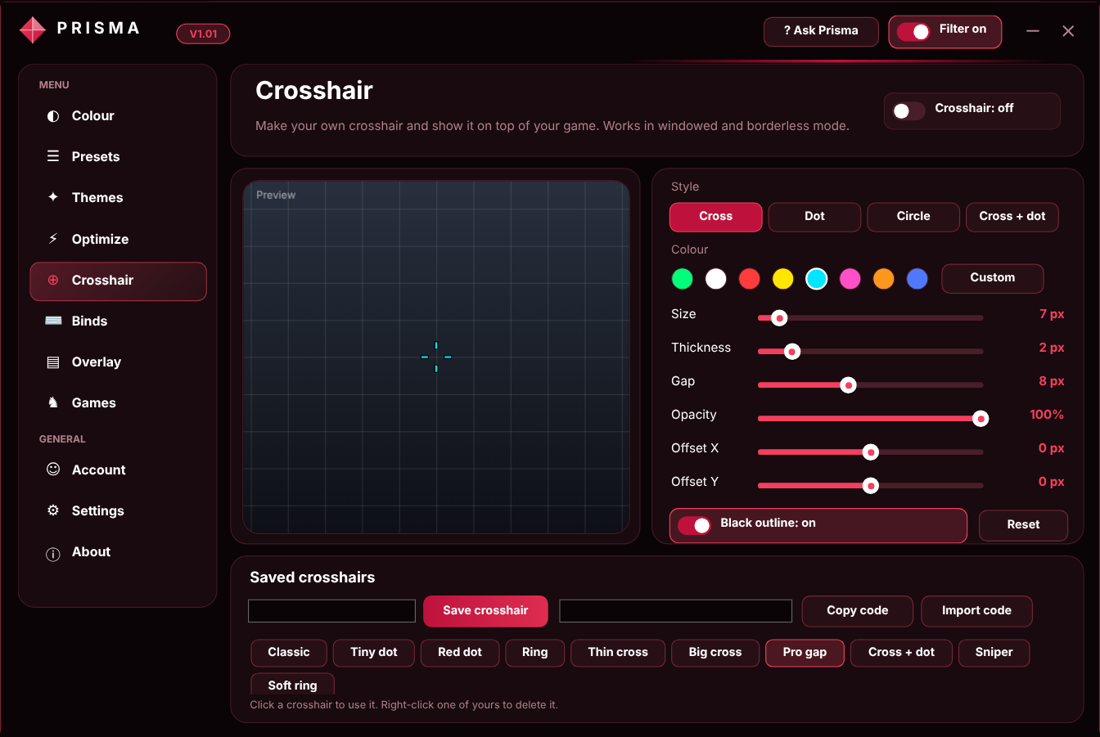 PRISMA
V1.01
? Ask Prisma
Filter on
MENU
Colour
Presets
Themes
Optimize
Crosshair
Binds
Overlay
Games
GENERAL
Account
Settings
About
Crosshair
Make your own crosshair and show it on top of your game. Works in windowed and borderless mode.
Crosshair: off
Preview
Style
Cross Dot Circle Cross + dot
Colour
Custom
Size 7 px
Thickness 2 px
Gap 8 px
Opacity 100%
Offset X 0 px
Offset Y 0 px
Black outline: on Reset
Saved crosshairs
Save crosshair Copy code Import code
Classic Tiny dot Red dot Ring Thin cross Big cross Pro gap Cross + dot Sniper
Soft ring
Click a crosshair to use it. Right-click one of yours to delete it.